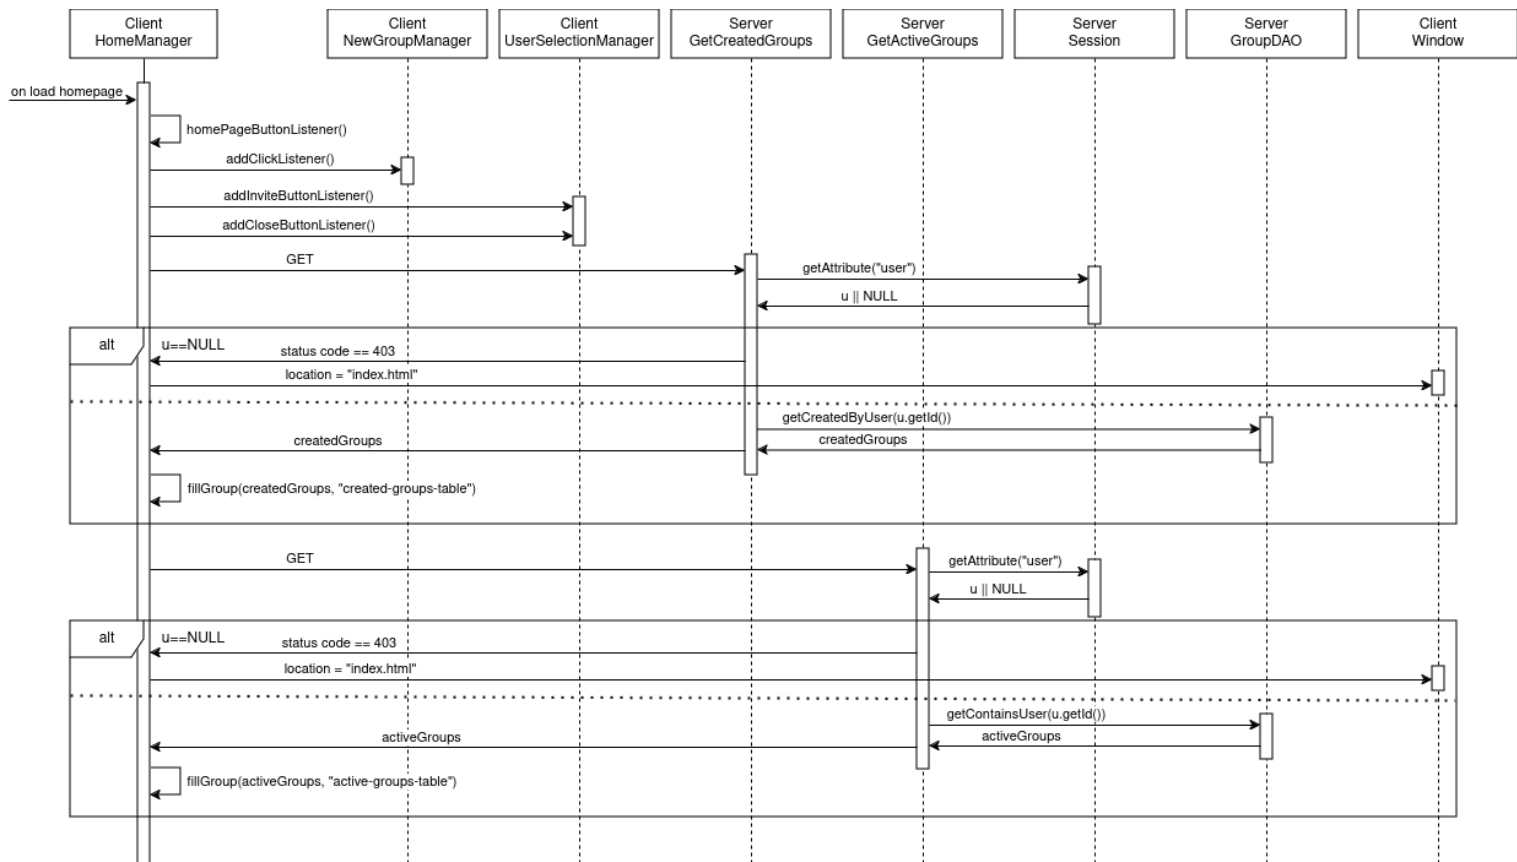 Client
HomeManager
Client
NewGroupManager
Client
UserSelectionManager
Server
GetCreatedGroups
Server
GetActiveGroups
Server
Session
Server
GroupDAO
Client
Window
on load homepage
homePageButtonListener()
addClickListener()
addInviteButtonListener()
addCloseButtonListener()
GET
getAttribute("user")
u || NULL
alt
u==NULL
status code == 403
location = "index.html"
getCreatedByUser(u.getId())
createdGroups
createdGroups
fillGroup(createdGroups, "created-groups-table")
GET
getAttribute("user")
u || NULL
alt
u==NULL
status code == 403
location = "index.html"
getContainsUser(u.getId())
activeGroups
activeGroups
fillGroup(activeGroups, "active-groups-table")